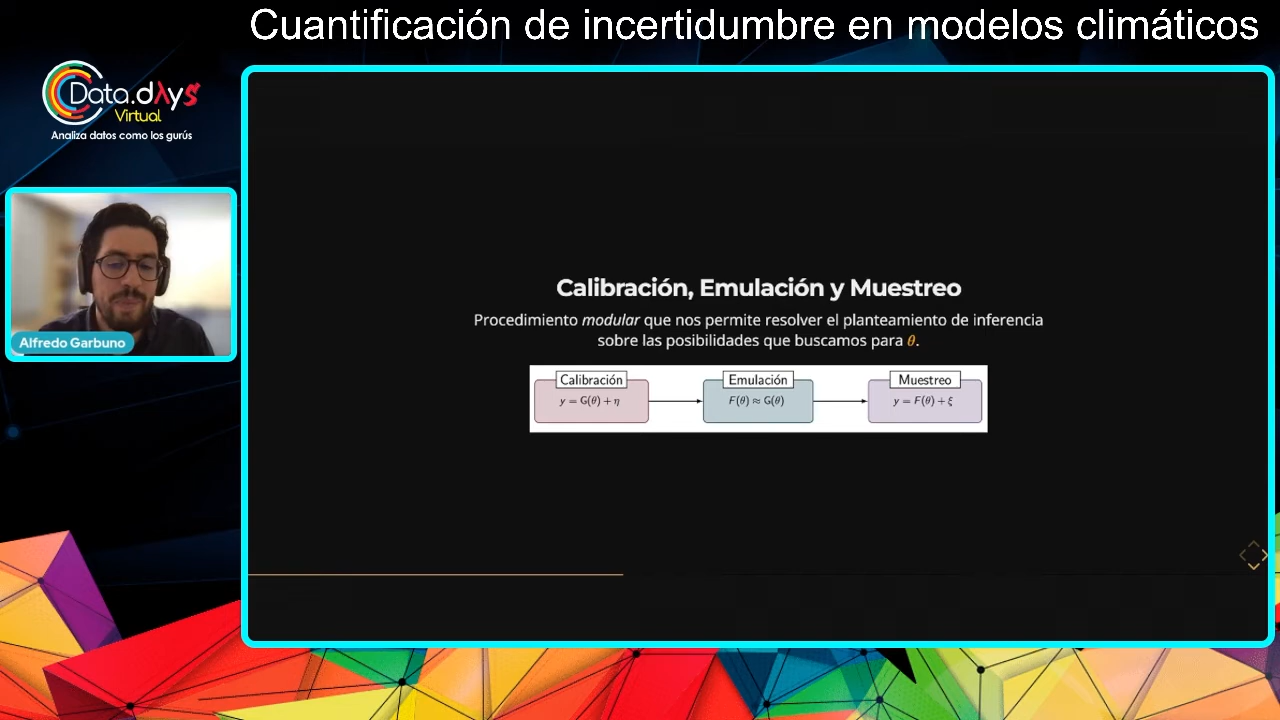 Cuantificación de incertidumbre en modelos climáticos
Data.dAys
Virtual
Analiza datos como los gurús
Alfredo Garbuno
Calibración, Emulación y Muestreo
Procedimiento modular que nos permite resolver el planteamiento de inferencia
sobre las posibilidades que buscamos para θ.
Calibración
y = G(θ) + η
Emulación
F(θ) ≈ G(θ)
Muestreo
y = F(θ) + ξ